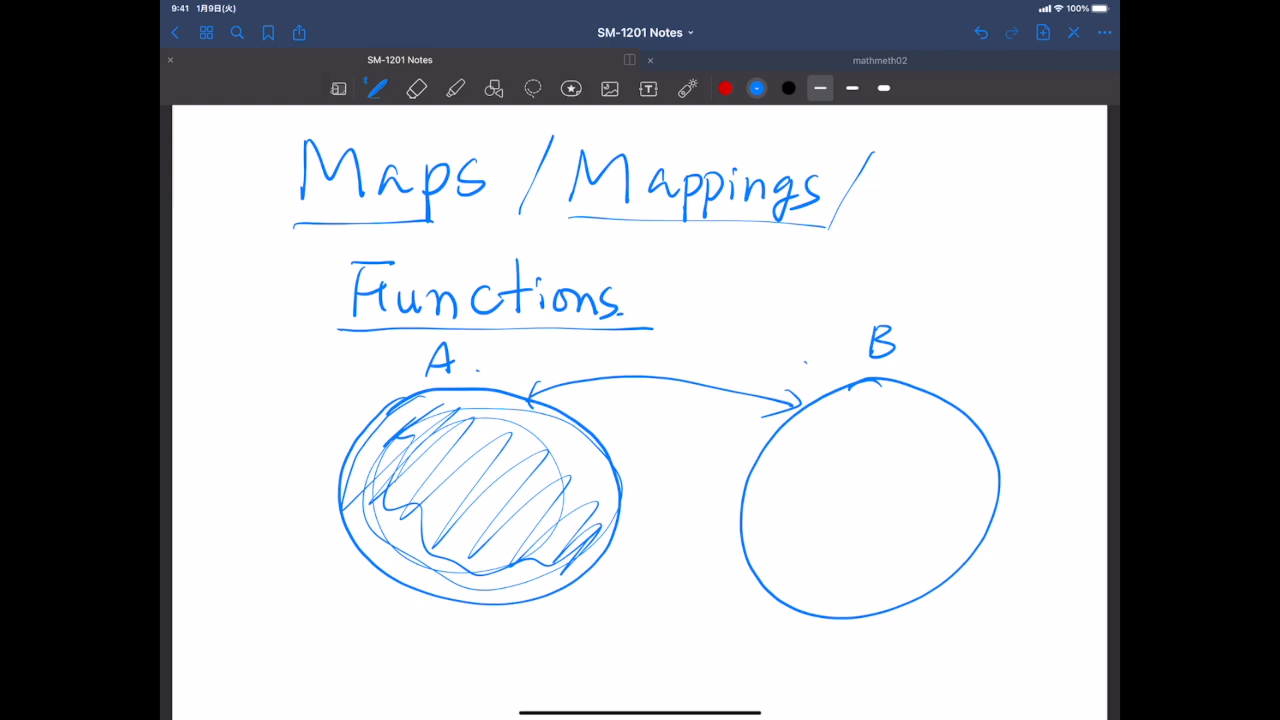 9:41 1月9日(火) 100%
SM-1201 Notes
SM-1201 Notes mathmeth02
Maps / Mappings /
Functions.
A
B